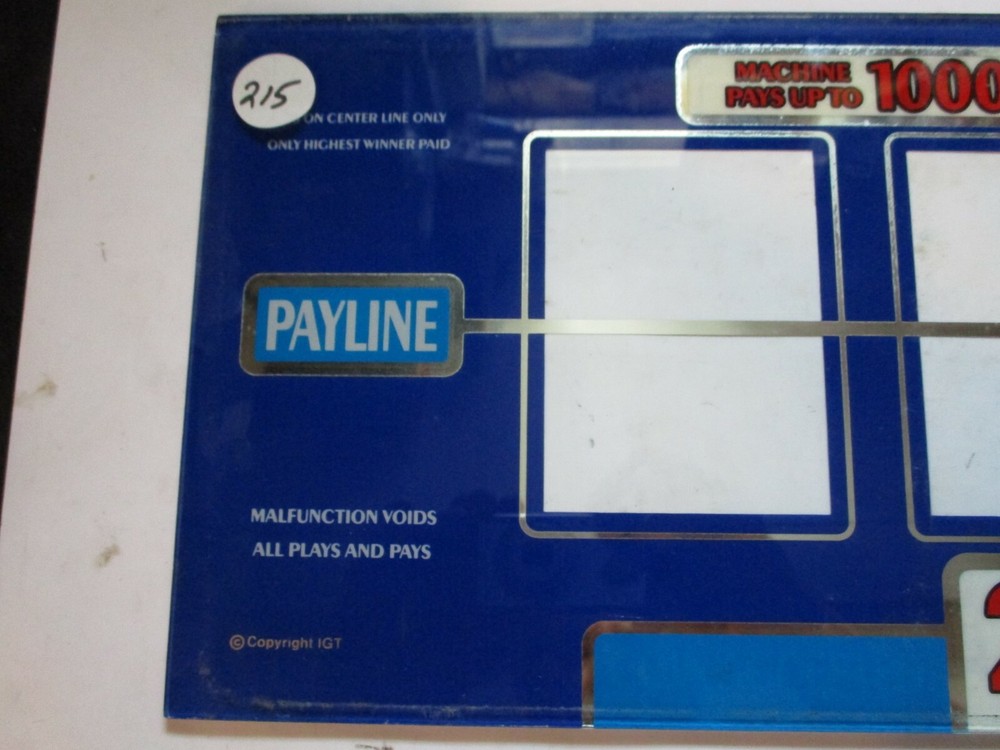 215
ON CENTER LINE ONLY
ONLY HIGHEST WINNER PAID
MACHINE
PAYS UP TO 1000
PAYLINE
MALFUNCTION VOIDS
ALL PLAYS AND PAYS
© Copyright IGT